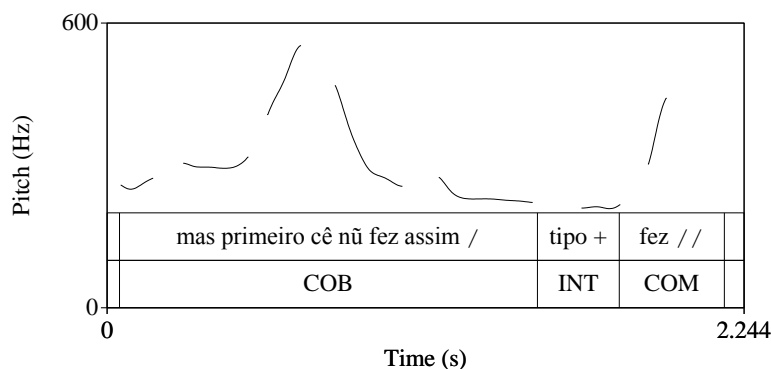 600
Pitch (Hz)
mas primeiro cê nũ fez assim / tipo + fez //
COB INT COM
0
0 2.244
Time (s)